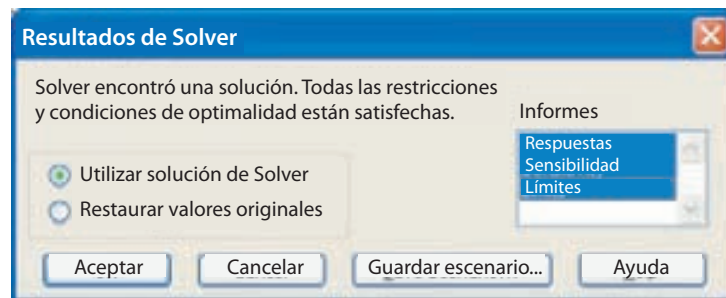 Resultados de Solver
Solver encontró una solución. Todas las restricciones
y condiciones de optimalidad están satisfechas.
Informes
Respuestas
Sensibilidad
Límites
Utilizar solución de Solver
Restaurar valores originales
Aceptar
Cancelar
Guardar escenario...
Ayuda